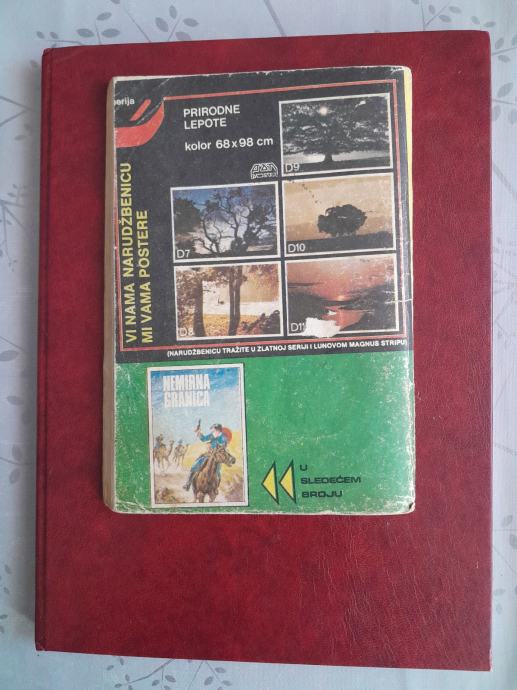 erija
PRIRODNE
LEPOTE
kolor 68 x 98 cm
D9
VI NAMA NARUDŽBENICU
MI VAMA POSTERE
D7
D10
D8
D11
(NARUDŽBENICU TRAŽITE U ZLATNOJ SERIJI I LUNOVOM MAGNUS STRIPU)
NEMIRNA
GRANICA
U
SLEDEĆEM
BROJU